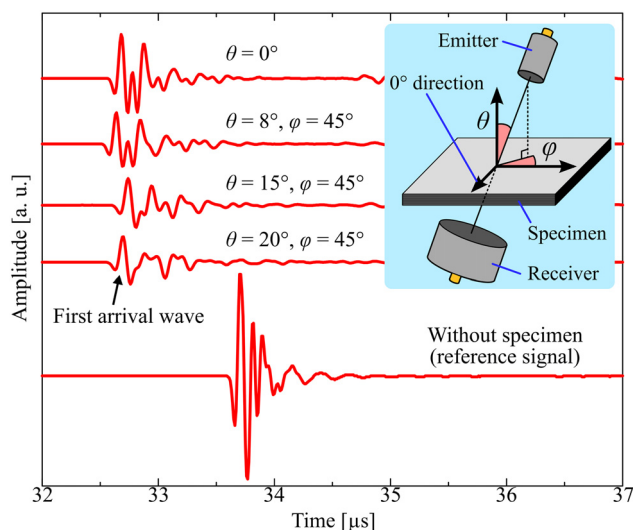 θ = 0°
θ = 8°, φ = 45°
θ = 15°, φ = 45°
θ = 20°, φ = 45°
First arrival wave
Without specimen
(reference signal)
Emitter
0° direction
θ
φ
Specimen
Receiver
Amplitude [a. u.]
32 33 34 35 36 37
Time [μs]